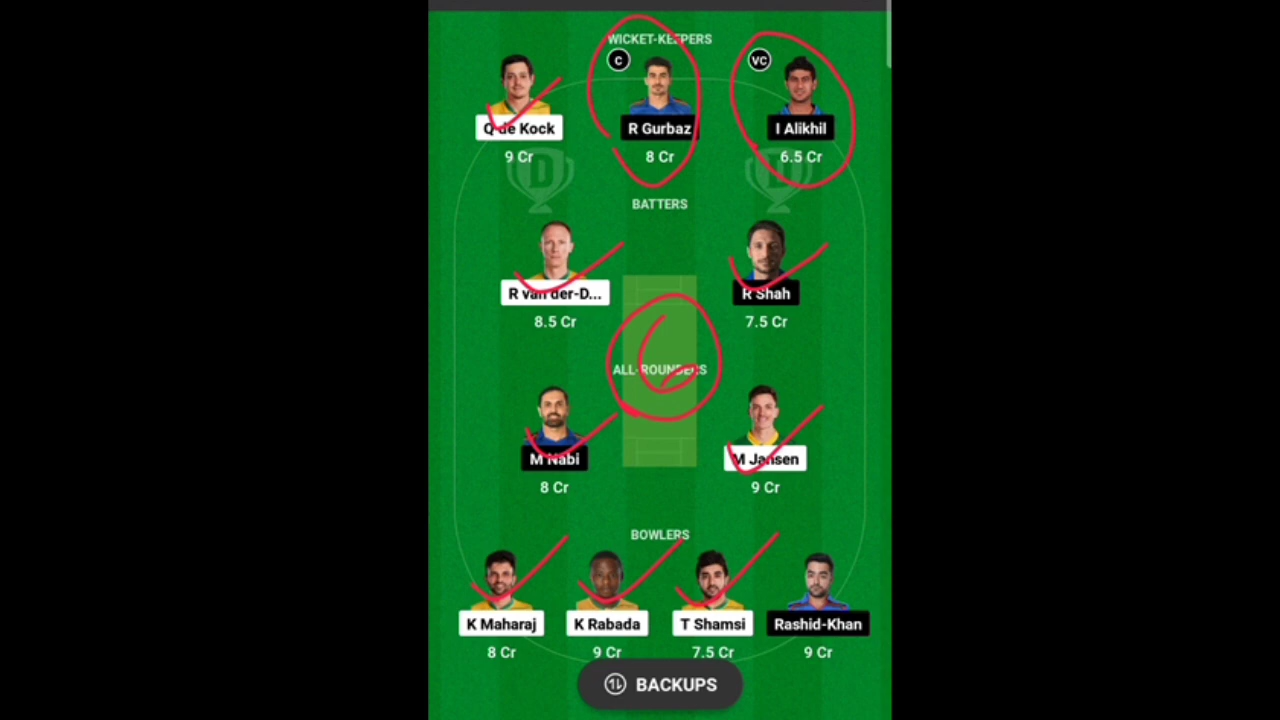 WICKET-KEEPERS
C
VC
Q de Kock
R Gurbaz
I Alikhil
9 Cr
8 Cr
6.5 Cr
D
D
BATTERS
R van der-D...
R Shah
8.5 Cr
7.5 Cr
6
ALL-ROUNDERS
M Nabi
M Jansen
8 Cr
9 Cr
BOWLERS
K Maharaj
K Rabada
T Shamsi
Rashid-Khan
8 Cr
9 Cr
7.5 Cr
9 Cr
BACKUPS